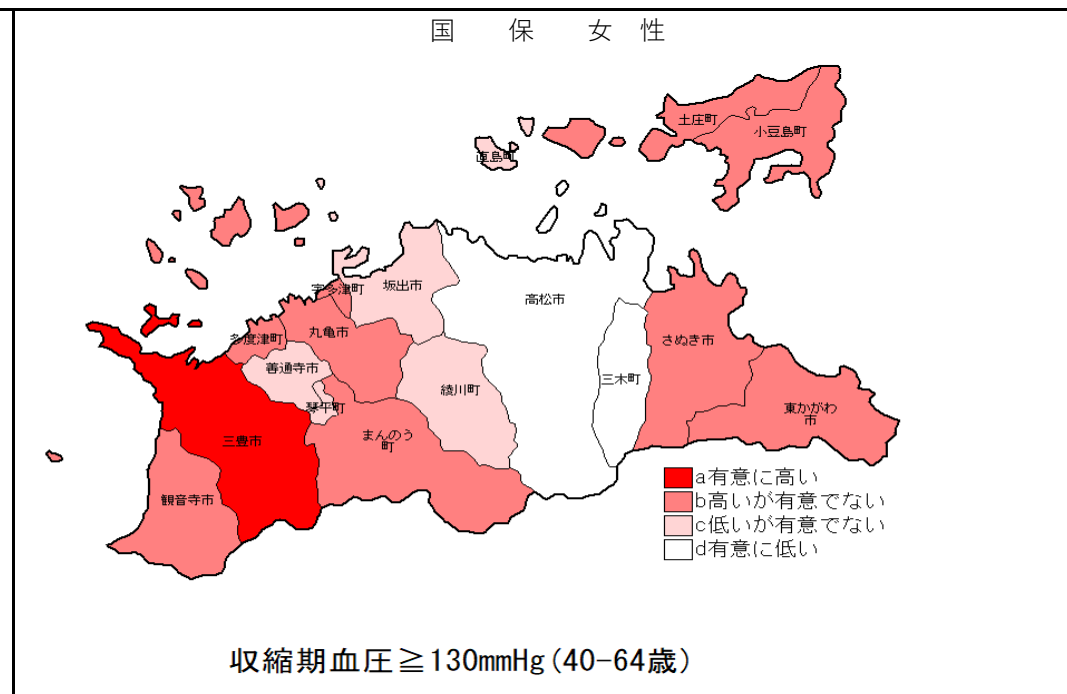 国保女性
土庄町
小豆島町
直島町
宇多津町
坂出市
高松市
多度津町
丸亀市
さぬき市
善通寺市
三木町
綾川町
琴平町
東かがわ
市
まんのう
町
三豊市
観音寺市
a有意に高い
b高いが有意でない
c低いが有意でない
d有意に低い
収縮期血圧≧130mmHg(40-64歳)